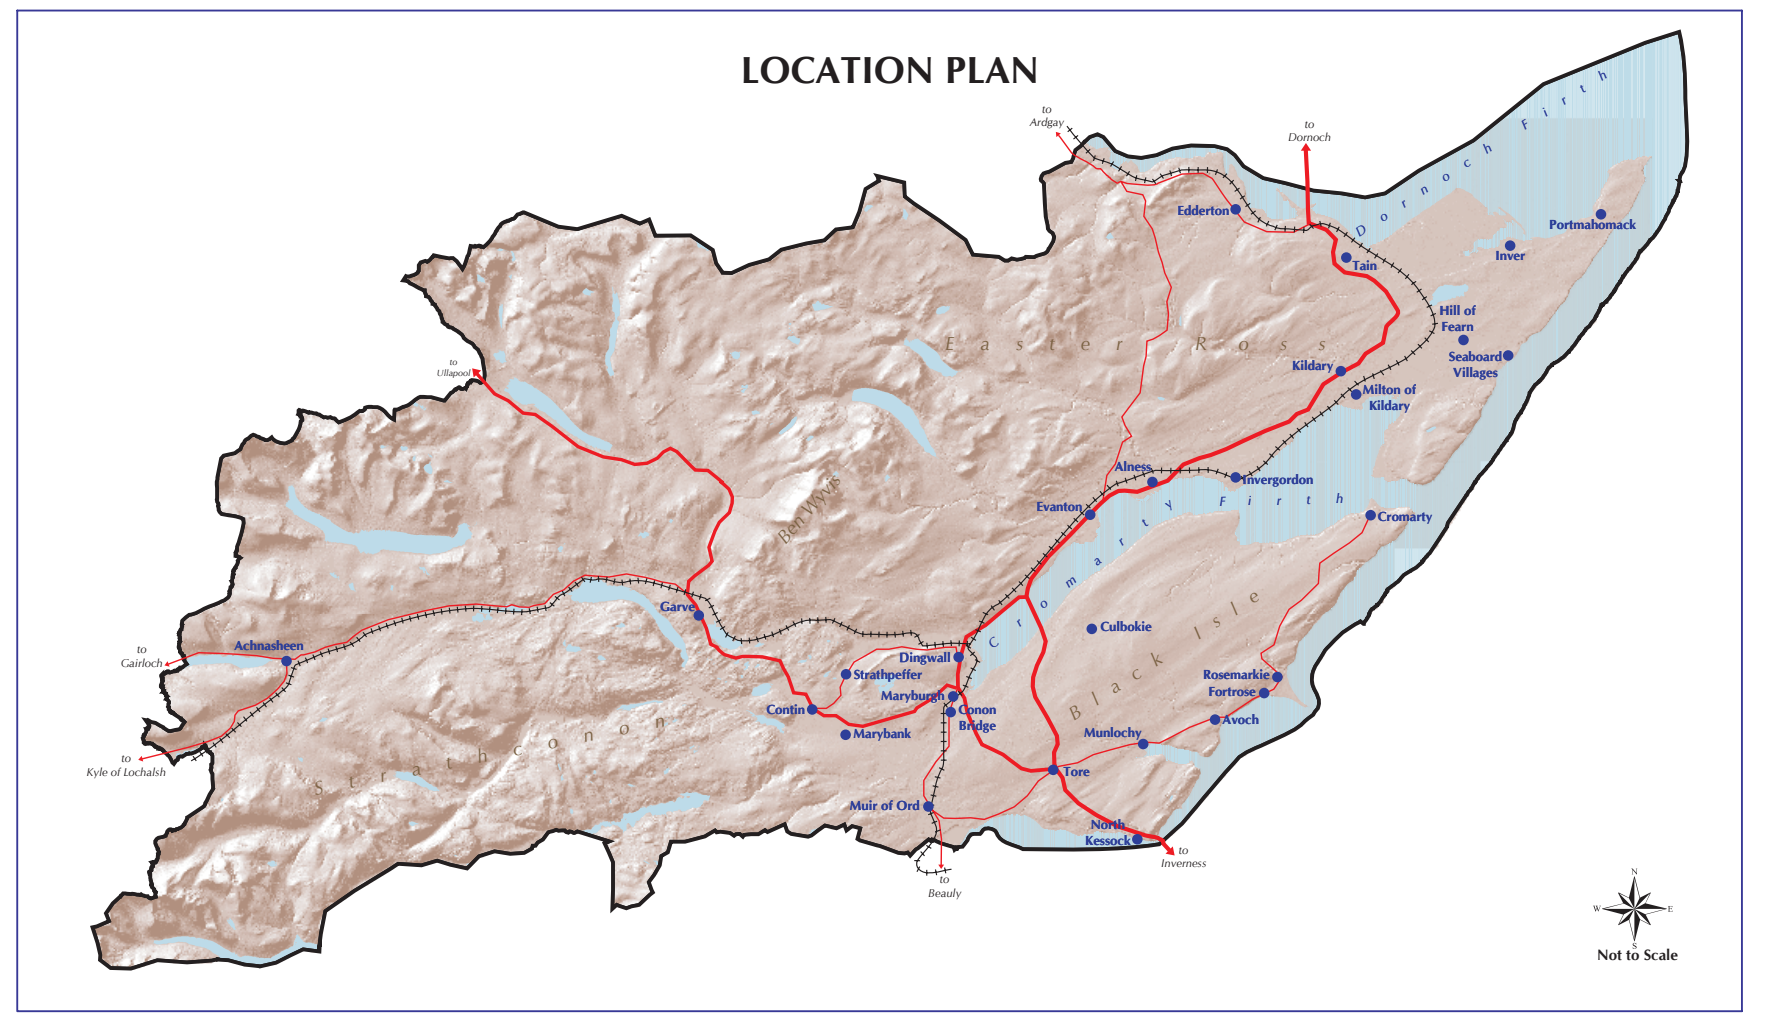 LOCATION PLAN
to
Ardgay
to
Dornoch
Dornoch Firth
Edderton
Portmahomack
Inver
Tain
Hill of
Fearn
Easter Ross
Seaboard
Villages
to
Ullapool
Kildary
Milton of
Kildary
Alness
Invergordon
Ben Wyvis
Evanton
Cromarty Firth
Cromarty
Garve
Culbokie
Black Isle
Achnasheen
to
Gairloch
Dingwall
Strathpeffer
Rosemarkie
Fortrose
Maryburgh
Contin
Conon
Bridge
Avoch
Marybank
Munlochy
Strathconon
to
Kyle of Lochalsh
Tore
Muir of Ord
North
Kessock
to
Inverness
to
Beauly
N
W
E
S
Not to Scale